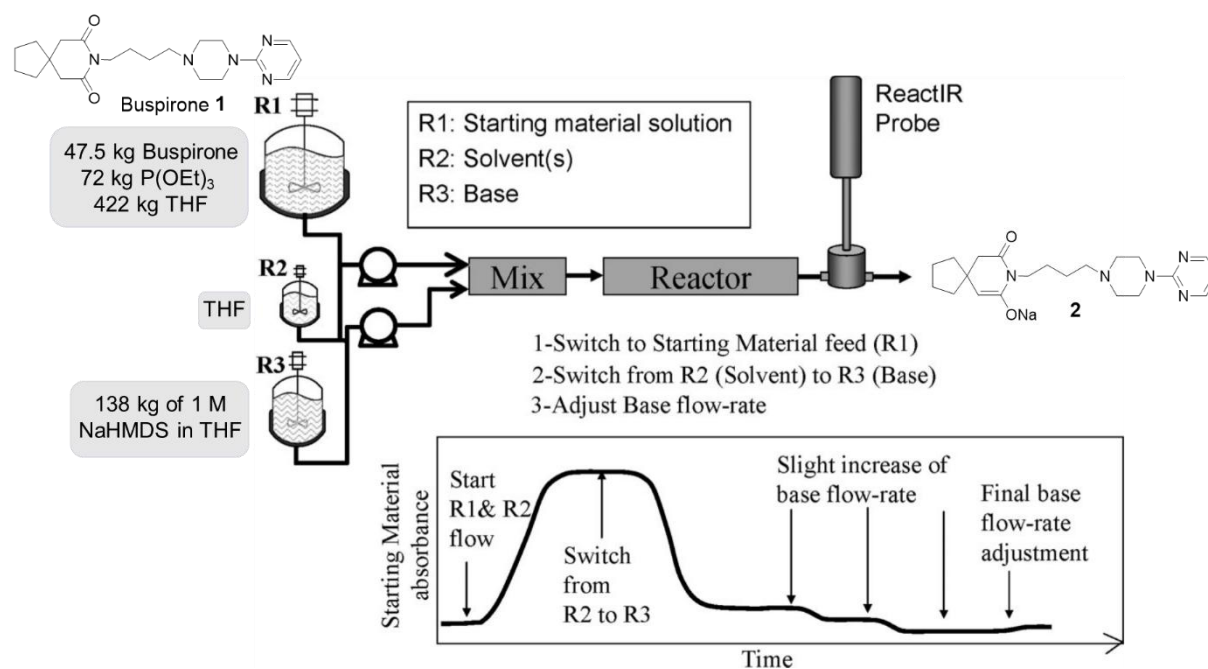 O
N
N
N
N
N
O
Buspirone 1
47.5 kg Buspirone
72 kg P(OEt)3
422 kg THF
R1
R1: Starting material solution
R2: Solvent(s)
R3: Base
ReactIR
Probe
R2
THF
Mix
Reactor
O
N
N
N
N
N
ONa
2
R3
138 kg of 1 M
NaHMDS in THF
1-Switch to Starting Material feed (R1)
2-Switch from R2 (Solvent) to R3 (Base)
3-Adjust Base flow-rate
Starting Material
absorbance
Start
R1& R2
flow
Switch
from
R2 to R3
Slight increase of
base flow-rate
Final base
flow-rate
adjustment
Time